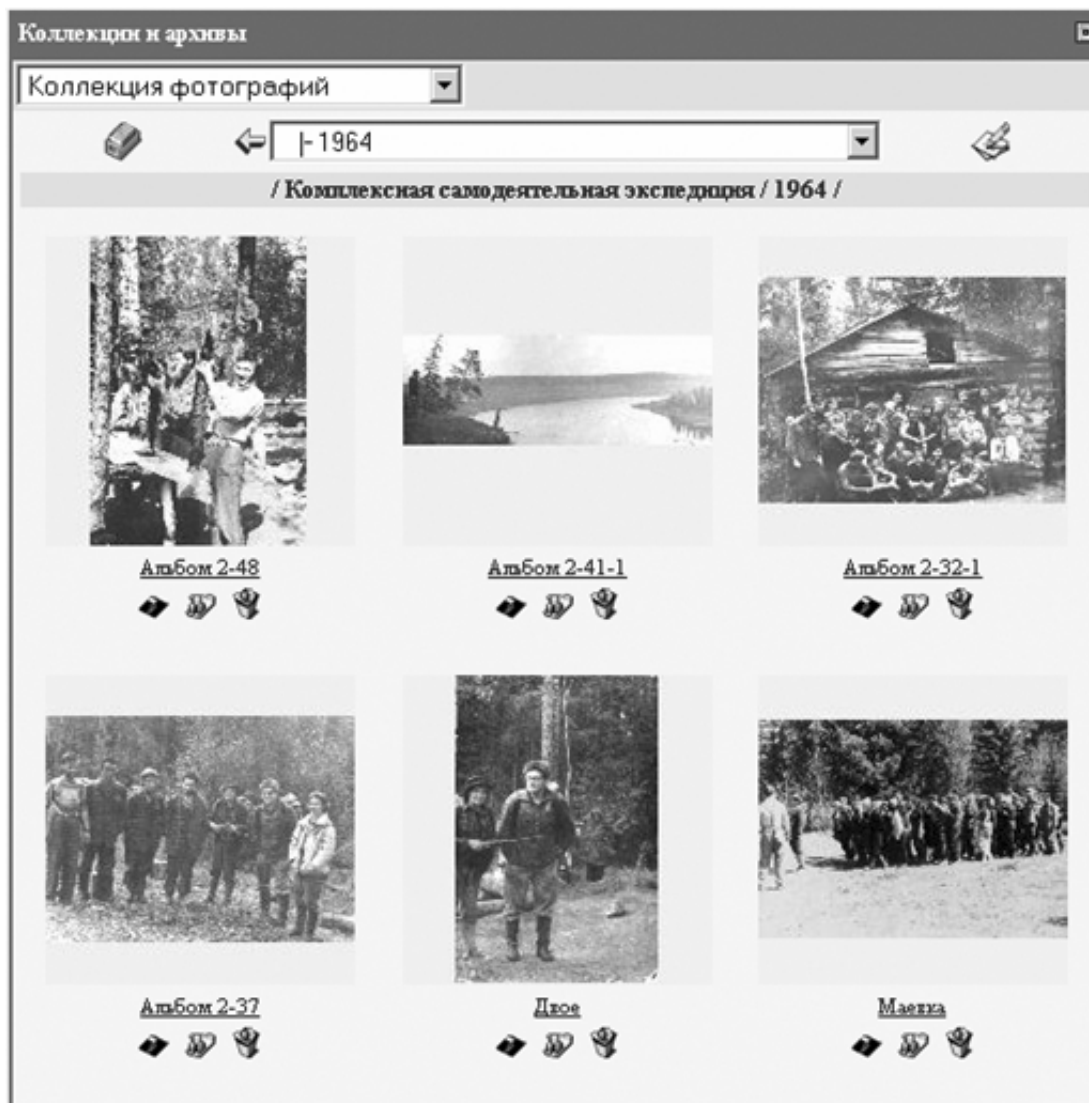 Коллекции и архивы
Коллекция фотографий
|- 1964
/ Комплексная самодеятельная экспедиция / 1964 /
Альбом 2-48 Альбом 2-41-1 Альбом 2-32-1
Альбом 2-37 Двое Маевка